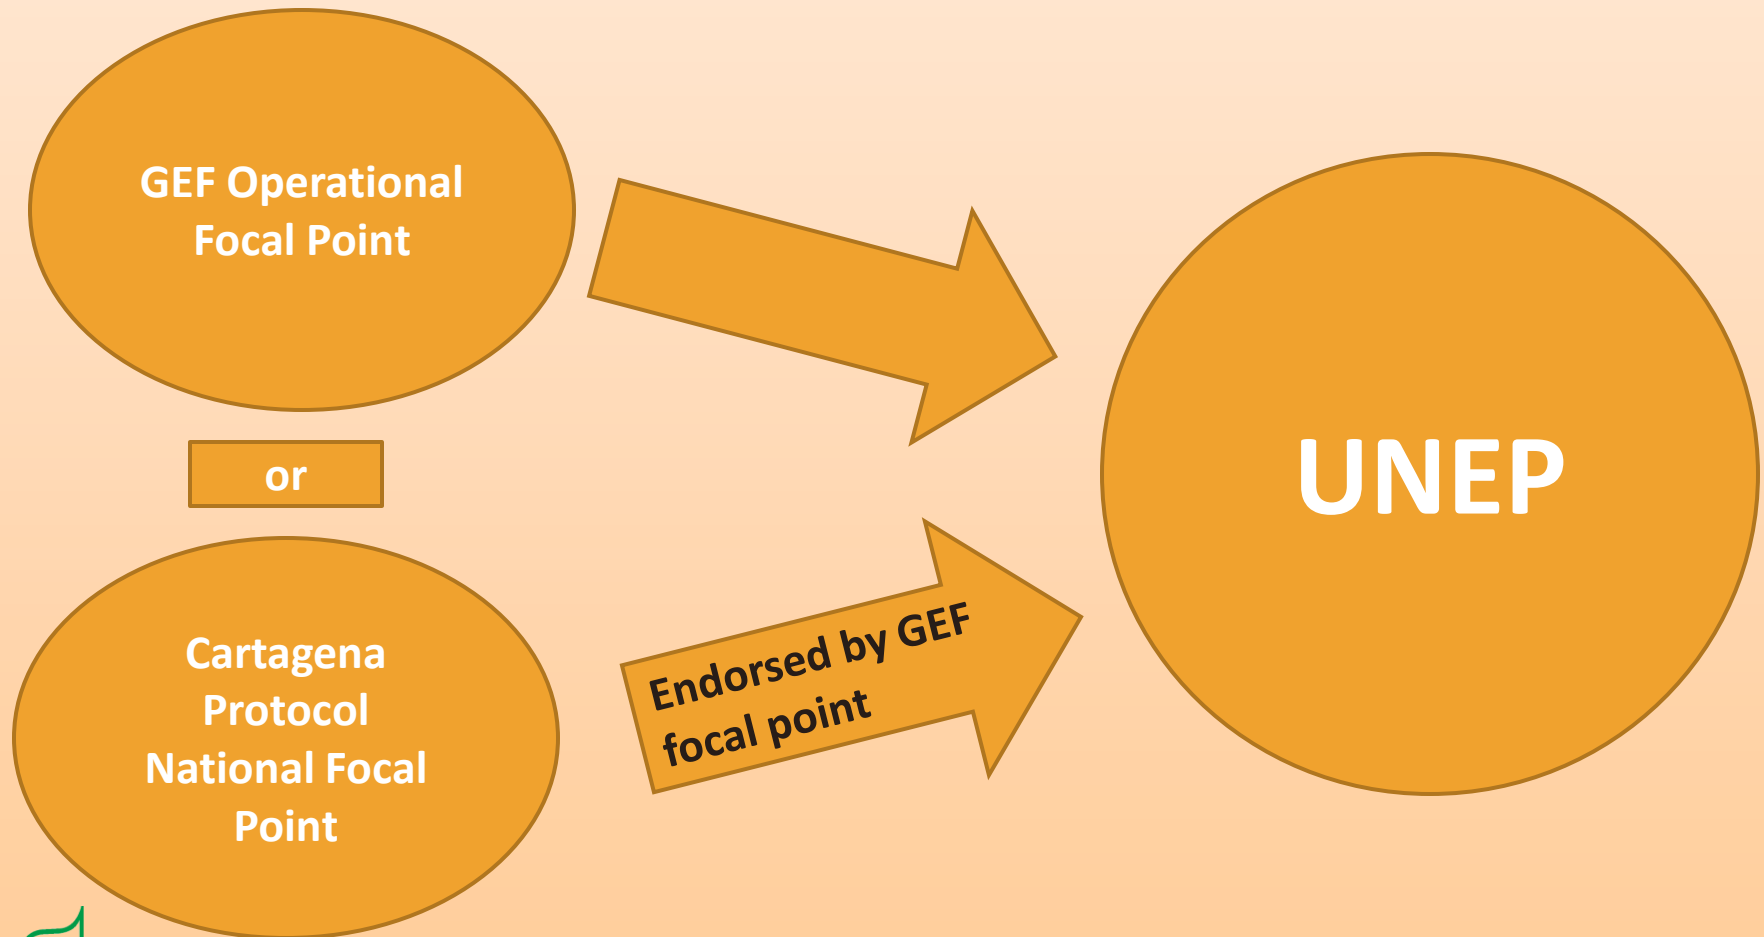 GEF Operational
Focal Point
or
Cartagena
Protocol
National Focal
Point
Endorsed by GEF
focal point
UNEP